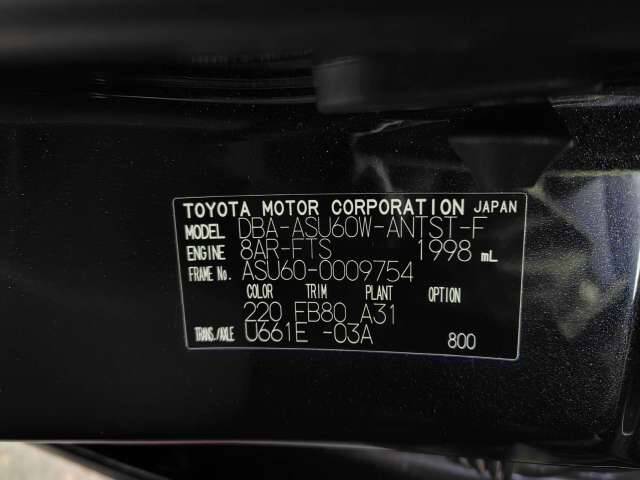 TOYOTA MOTOR CORPORATION JAPAN
MODEL DBA-ASU60W-ANTST-F
ENGINE 8AR-FTS 1998 mL
FRAME No. ASU60-0009754
COLOR TRIM PLANT OPTION
220 EB80 A31
TRANS./AXLE U661E -03A 800